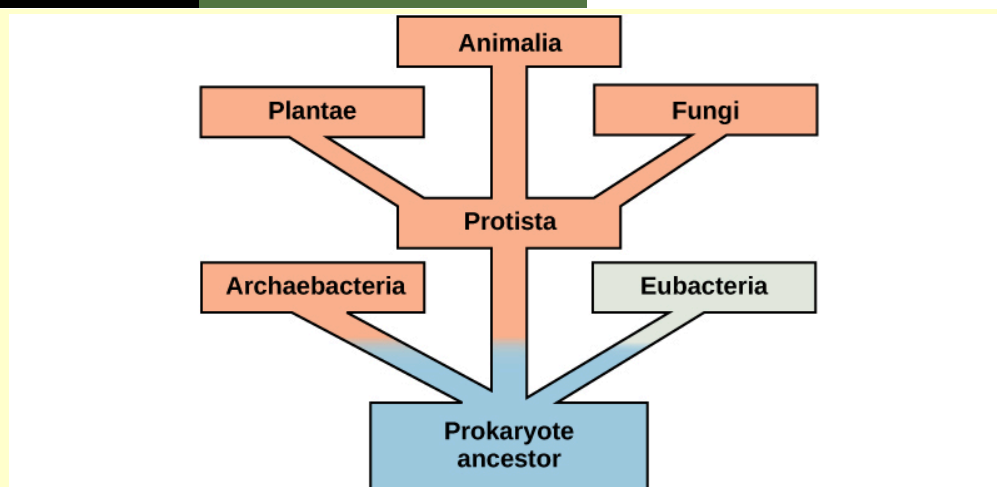 Animalia
Plantae
Fungi
Protista
Archaebacteria
Eubacteria
Prokaryote
ancestor